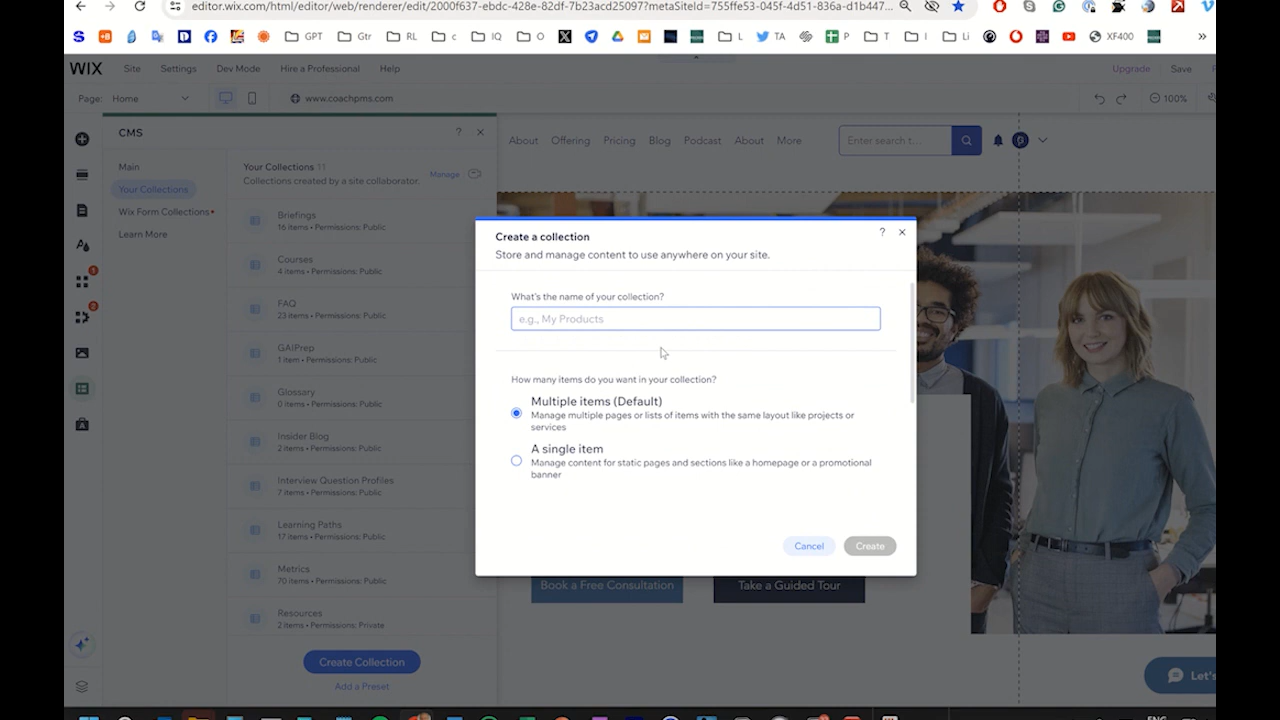 editor.wix.com/html/editor/web/renderer/edit/2000f637-ebdc-428e-82df-7b23acd25097?metaSiteId=755ffe53-045f-4d51-836a-d1b447...
GPT Gtr RL c IQ O L TA P T I Li XF400 »
WIX Site Settings Dev Mode Hire a Professional Help Upgrade Save
Page: Home www.coachpms.com 100%
CMS ?
About Offering Pricing Blog Podcast About More Enter search t...
Main
Your Collections
Wix Form Collections
Learn More
Your Collections 11
Collections created by a site collaborator.
Manage
Briefings
16 items • Permissions: Public
Courses
4 items • Permissions: Public
FAQ
23 items • Permissions: Public
GAIPrep
1 item • Permissions: Public
Glossary
0 items • Permissions: Public
Insider Blog
2 items • Permissions: Public
Interview Question Profiles
7 items • Permissions: Public
Learning Paths
17 items • Permissions: Public
Metrics
70 items • Permissions: Public
Resources
2 items • Permissions: Private
Create Collection
Add a Preset
1
2
Create a collection
?
Store and manage content to use anywhere on your site.
What's the name of your collection?
e.g., My Products
How many items do you want in your collection?
Multiple items (Default)
Manage multiple pages or lists of items with the same layout like projects or
services
A single item
Manage content for static pages and sections like a homepage or a promotional
banner
Cancel Create
Book a Free Consultation Take a Guided Tour
Let's